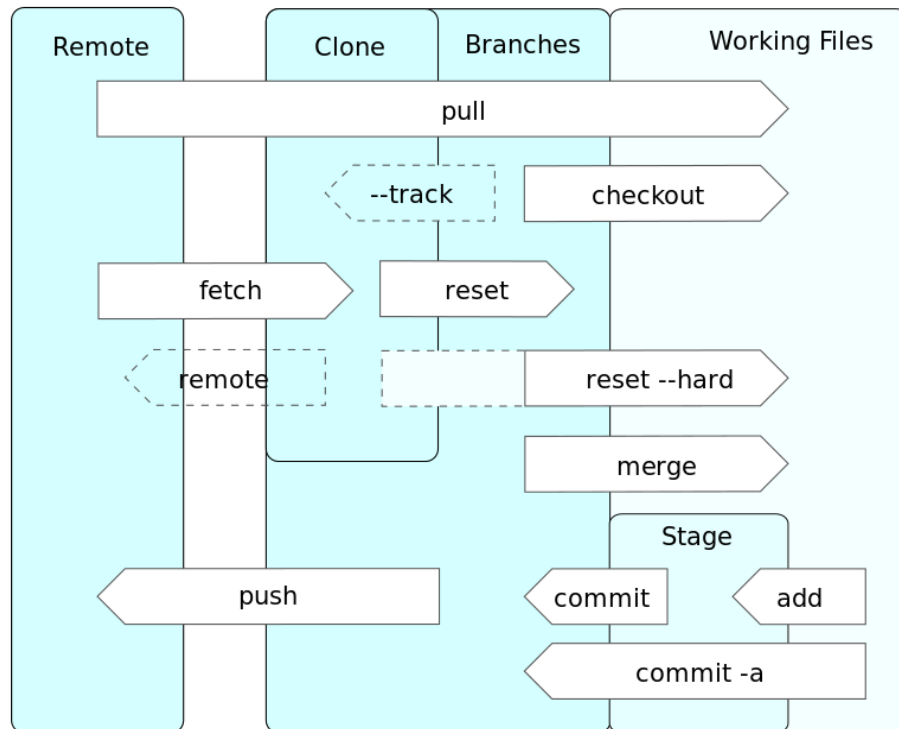 Remote
Clone
Branches
Working Files
pull
--track
checkout
fetch
reset
remote
reset --hard
merge
Stage
push
commit
add
commit -a